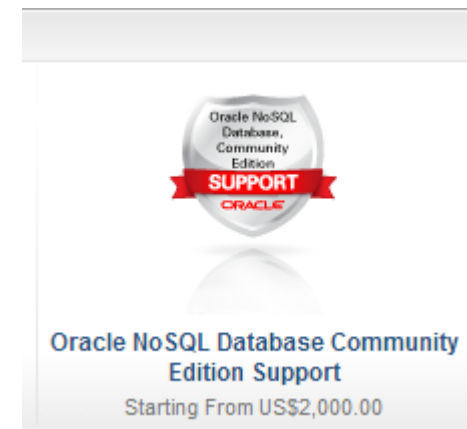 Oracle NoSQL
Database,
Community
Edition
SUPPORT
ORACLE
Oracle NoSQL Database Community
Edition Support
Starting From US$2,000.00